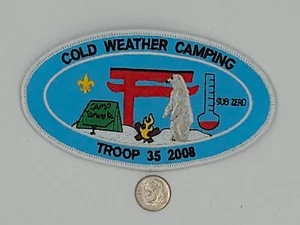 COLD WEATHER CAMPING
SUB ZERO
Camp
TROOP 35 2008